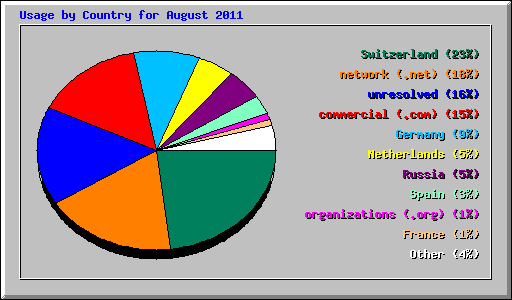 Usage by Country for August 2011
Switzerland (23%)
network (.net) (18%)
unresolved (16%)
commercial (.com) (15%)
Germany (9%)
Netherlands (5%)
Russia (5%)
Spain (3%)
organizations (.org) (1%)
France (1%)
Other (4%)